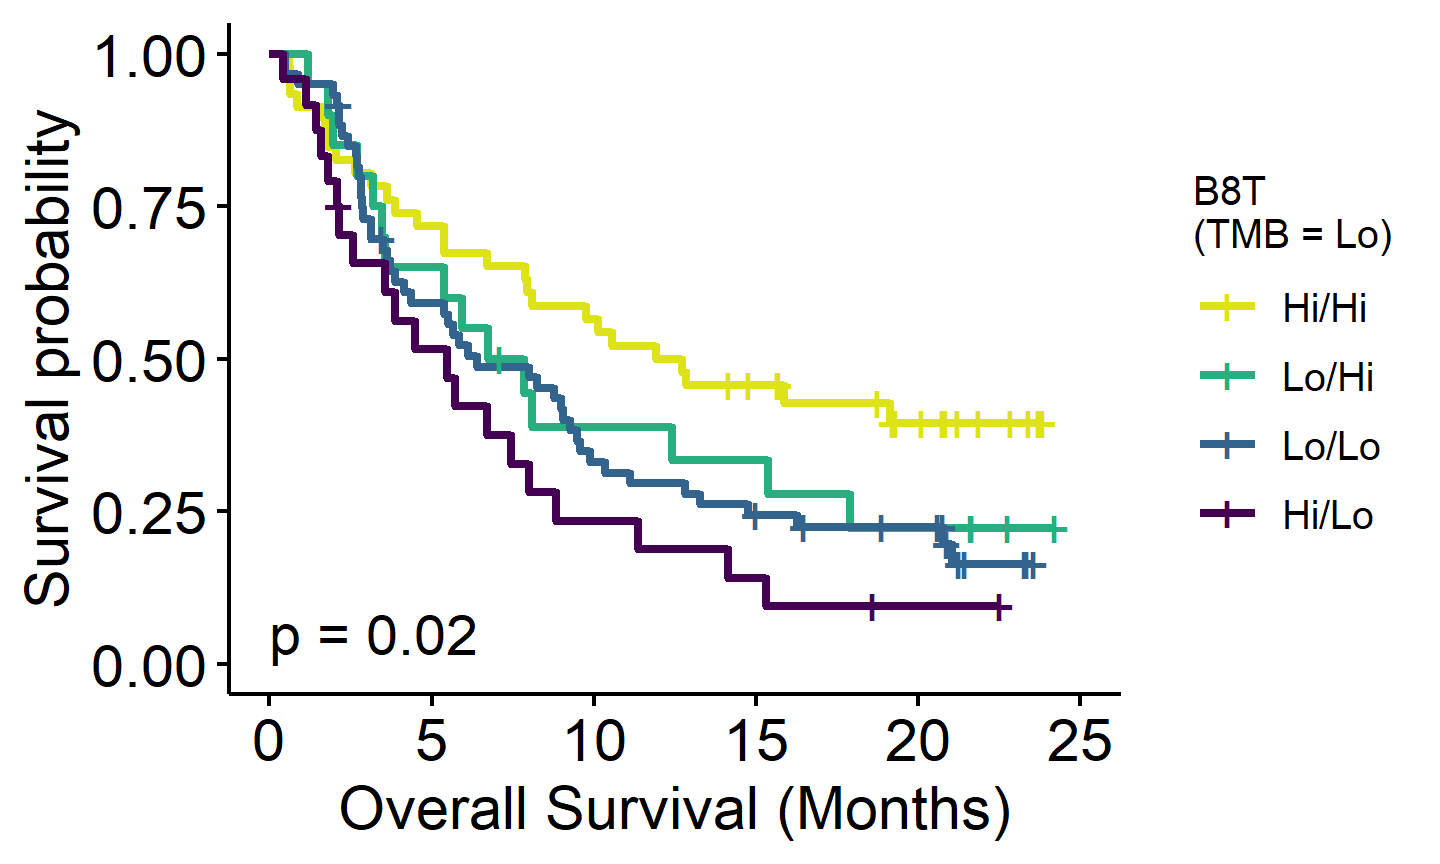 1.00
0.75
0.50
0.25
0.00
Survival probability
p = 0.02
0 5 10 15 20 25
Overall Survival (Months)
B8T
(TMB = Lo)
Hi/Hi
Lo/Hi
Lo/Lo
Hi/Lo